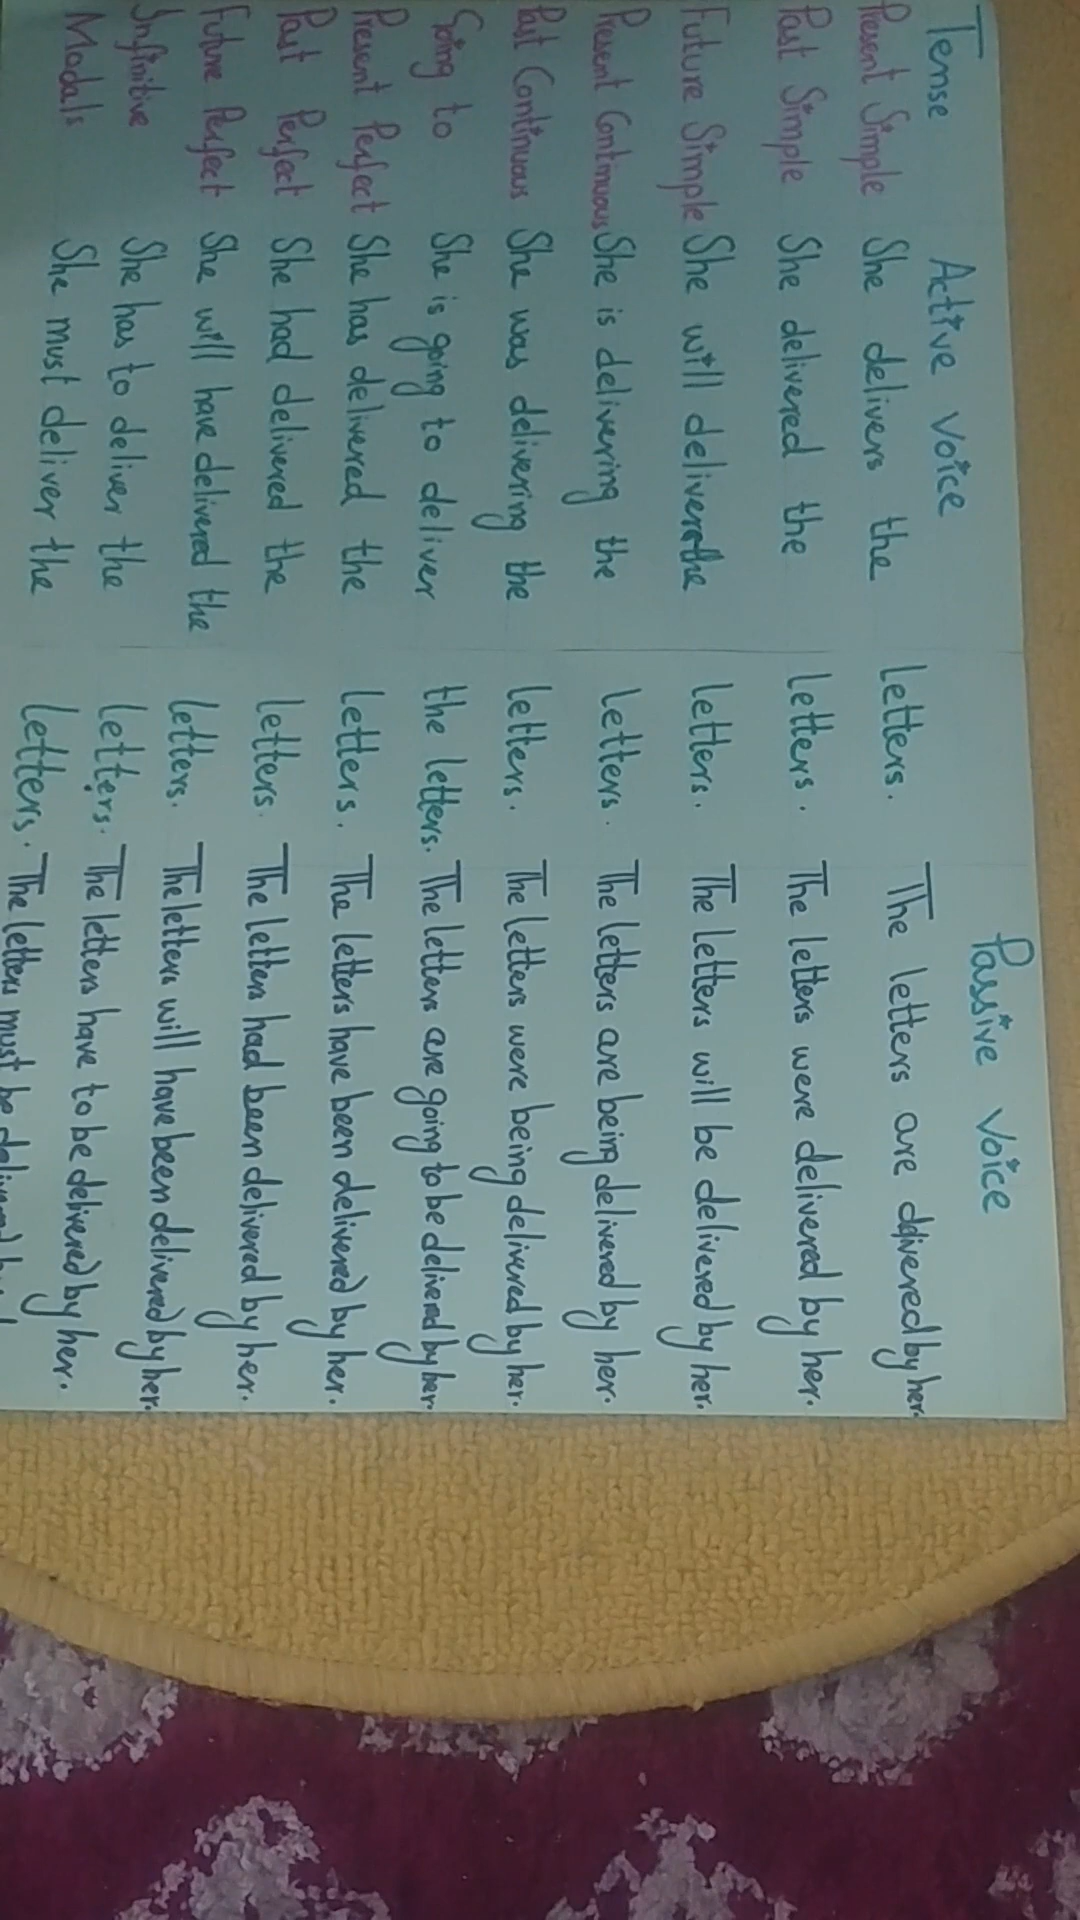 Tense Active voice Passive voice
Present Simple She delivers the letters. The letters are delivered by her.
Past Simple She delivered the letters. The letters were delivered by her.
Future Simple She will deliver the letters. The letters will be delivered by her.
Present Continuous She is delivering the letters. The letters are being delivered by her.
Past Continuous She was delivering the letters. The letters were being delivered by her.
Going to She is going to deliver the letters. The letters are going to be delivered by her.
Present Perfect She has delivered the letters. The letters have been delivered by her.
Past Perfect She had delivered the letters. The letters had been delivered by her.
Future Perfect She will have delivered the letters. The letters will have been delivered by her.
Infinitive She has to deliver the letters. The letters have to be delivered by her.
Modals She must deliver the letters. The letters must be